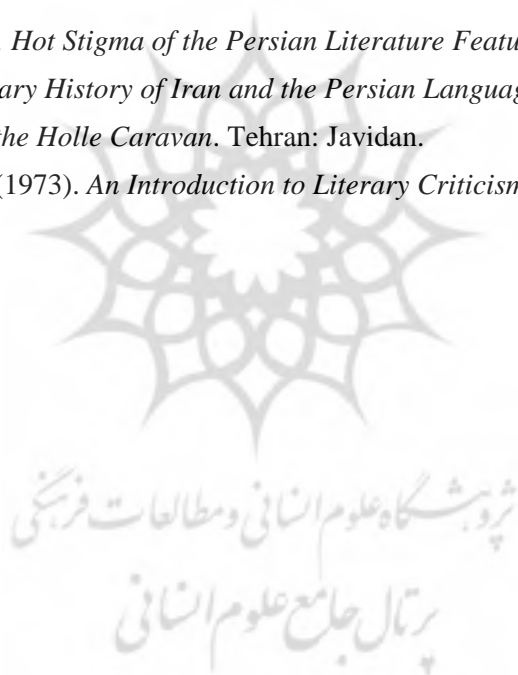 . Hot Stigma of the Persian Literature Featu
ary History of Iran and the Persian Languag
the Holle Caravan. Tehran: Javidan.
(1973). An Introduction to Literary Criticism
پژوهشگاه علوم انسانی و مطالعات فرهنگی
پرتال جامع علوم انسانی